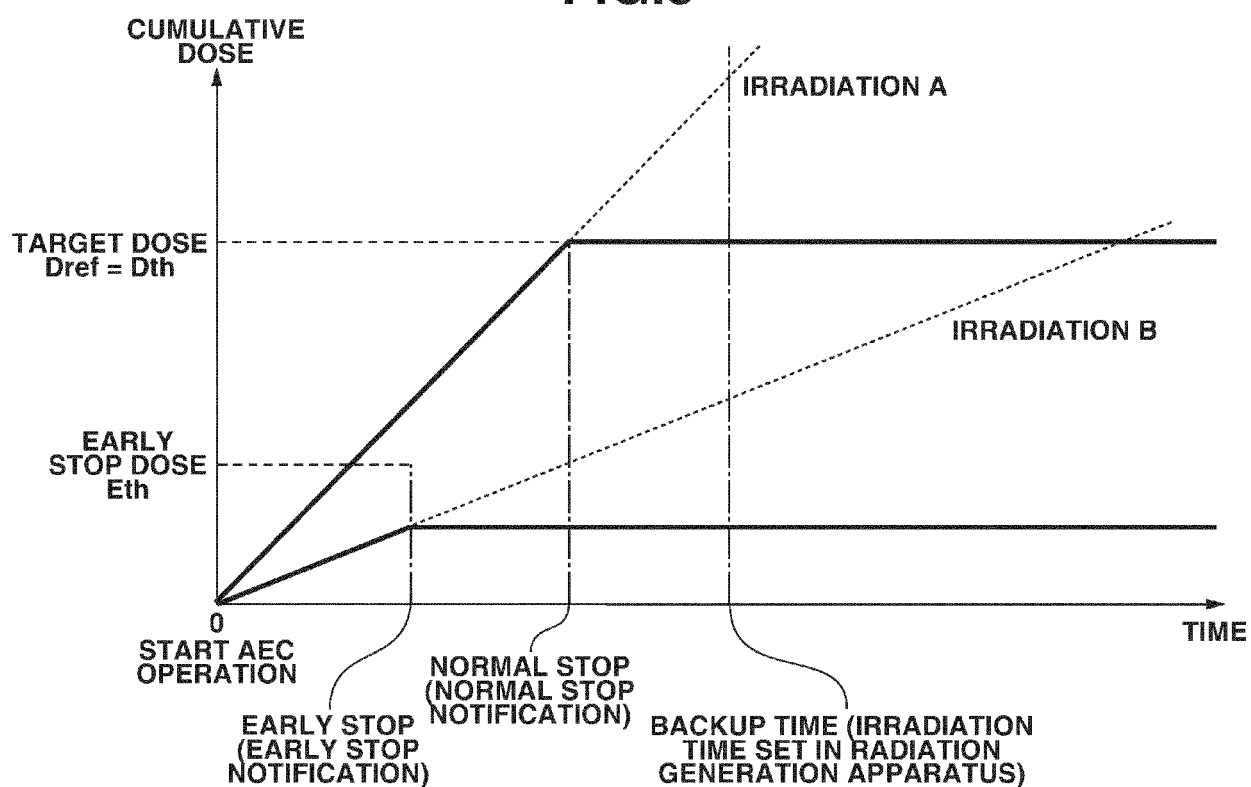 CUMULATIVE
DOSE
IRRADIATION A
TARGET DOSE
Dref = Dth
IRRADIATION B
EARLY
STOP DOSE
Eth
0
TIME
START AEC
OPERATION
NORMAL STOP
(NORMAL STOP
NOTIFICATION)
EARLY STOP
(EARLY STOP
NOTIFICATION)
BACKUP TIME (IRRADIATION
TIME SET IN RADIATION
GENERATION APPARATUS)